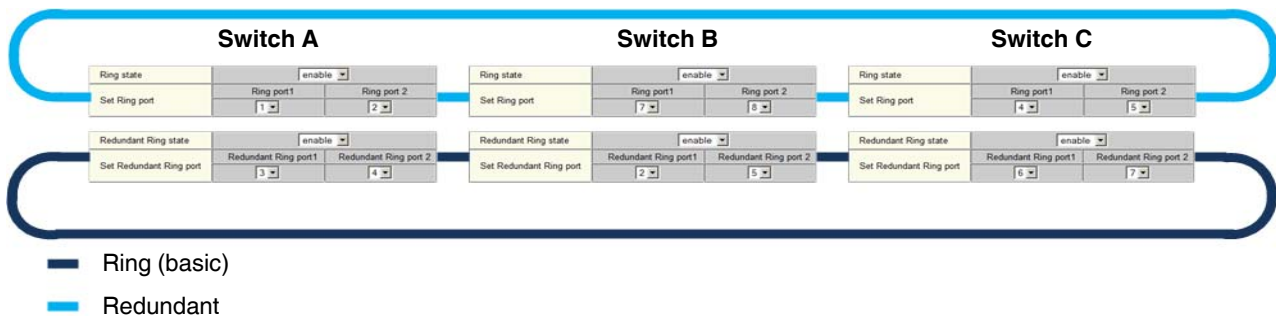 Switch A
Switch B
Switch C
Ring state
enable
Set Ring port
Ring port1
Ring port 2
1
2
Ring state
enable
Set Ring port
Ring port1
Ring port 2
7
8
Ring state
enable
Set Ring port
Ring port1
Ring port 2
4
5
Redundant Ring state
enable
Set Redundant Ring port
Redundant Ring port1
Redundant Ring port 2
3
4
Redundant Ring state
enable
Set Redundant Ring port
Redundant Ring port1
Redundant Ring port 2
2
5
Redundant Ring state
enable
Set Redundant Ring port
Redundant Ring port1
Redundant Ring port 2
6
7
Ring (basic)
Redundant